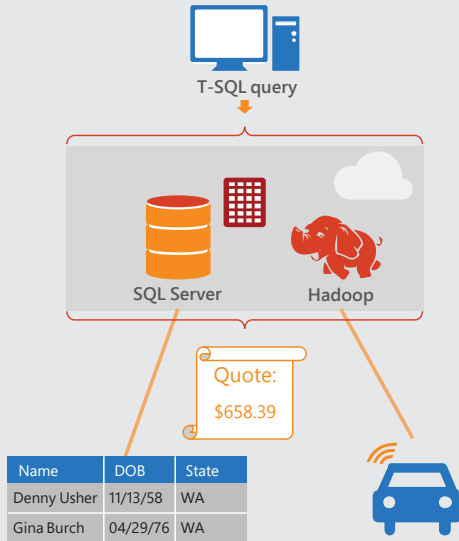 T-SQL query
SQL Server
Hadoop
Quote:
$658.39
Name DOB State
Denny Usher 11/13/58 WA
Gina Burch 04/29/76 WA